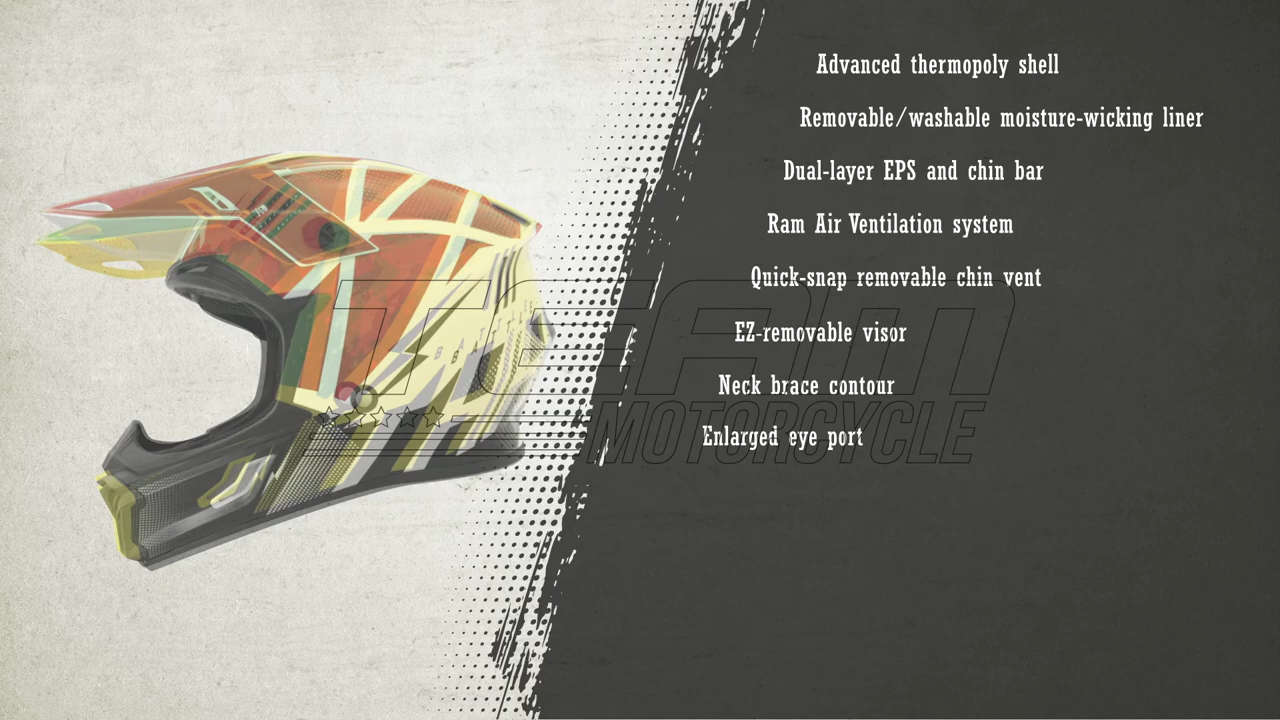 Advanced thermopoly shell
Removable/washable moisture-wicking liner
Dual-layer EPS and chin bar
Ram Air Ventilation system
Quick-snap removable chin vent
EZ-removable visor
Neck brace contour
Enlarged eye port
TEAM
MOTORCYCLE